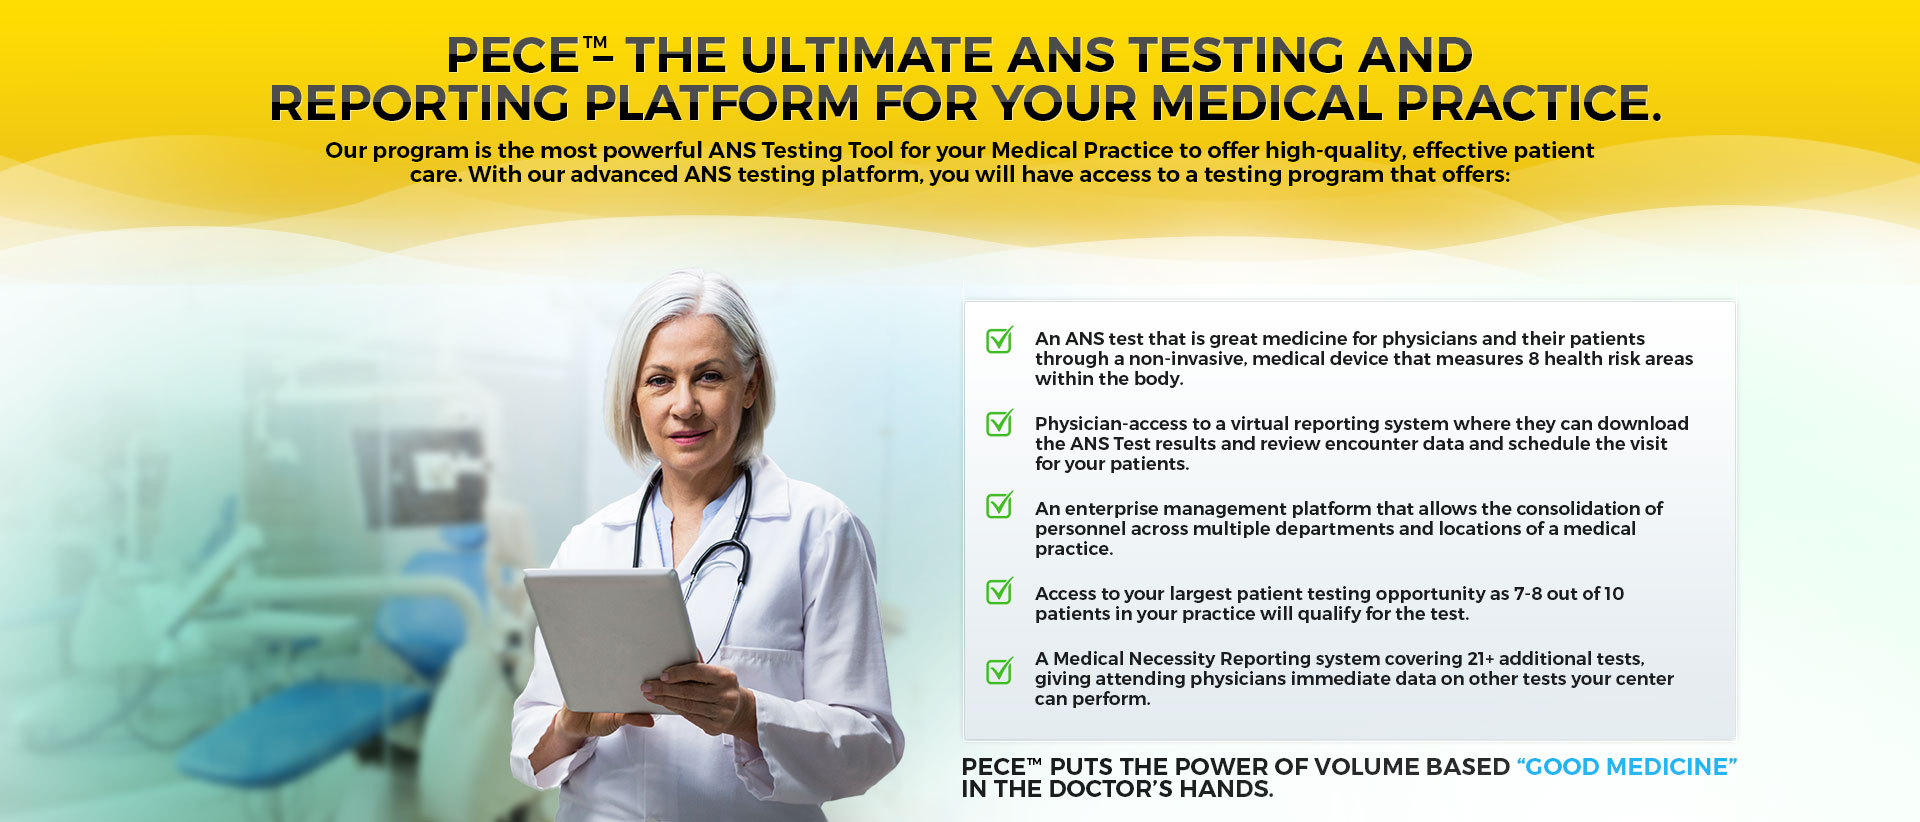 PECE™– THE ULTIMATE ANS TESTING AND
REPORTING PLATFORM FOR YOUR MEDICAL PRACTICE.
Our program is the most powerful ANS Testing Tool for your Medical Practice to offer high-quality, effective patient
care. With our advanced ANS testing platform, you will have access to a testing program that offers:
An ANS test that is great medicine for physicians and their patients
through a non-invasive, medical device that measures 8 health risk areas
within the body.
Physician-access to a virtual reporting system where they can download
the ANS Test results and review encounter data and schedule the visit
for your patients.
An enterprise management platform that allows the consolidation of
personnel across multiple departments and locations of a medical
practice.
Access to your largest patient testing opportunity as 7-8 out of 10
patients in your practice will qualify for the test.
A Medical Necessity Reporting system covering 21+ additional tests,
giving attending physicians immediate data on other tests your center
can perform.
PECE™ PUTS THE POWER OF VOLUME BASED “GOOD MEDICINE”
IN THE DOCTOR’S HANDS.